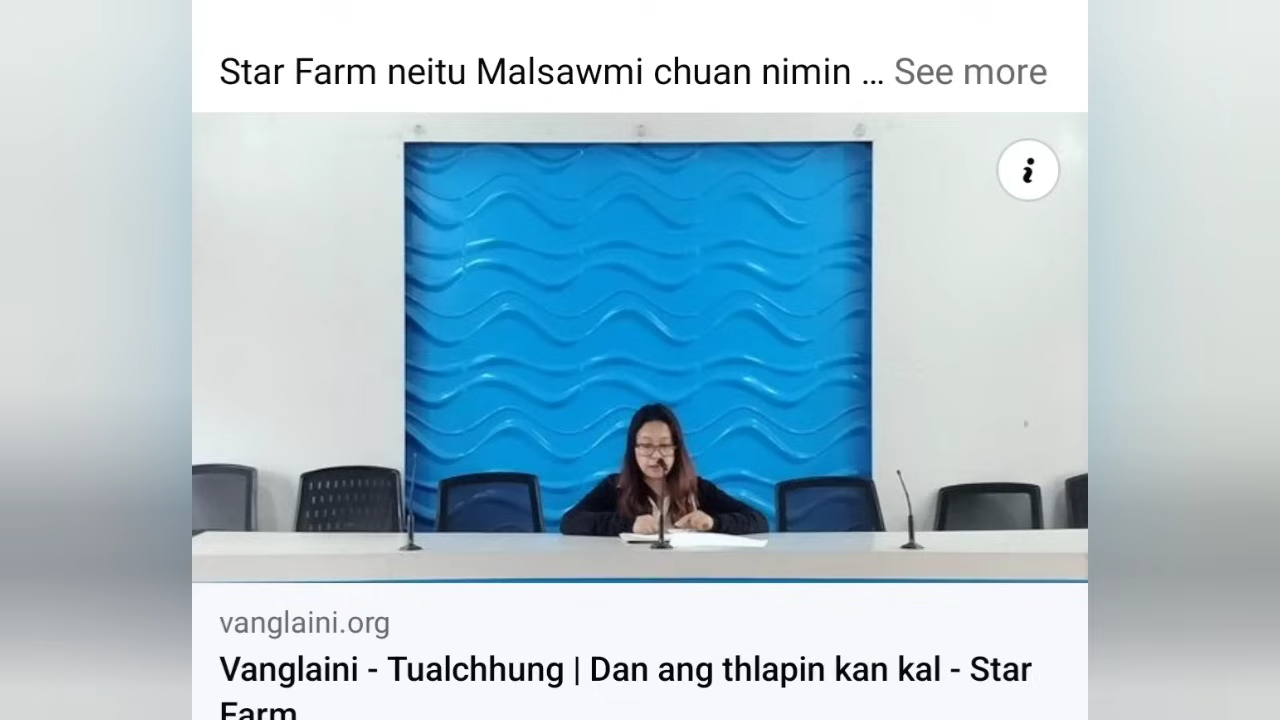 Star Farm neitu Malsawmi chuan nimin ... See more
vanglaini.org
Vanglaini - Tualchhung | Dan ang thlapin kan kal - Star
Farm